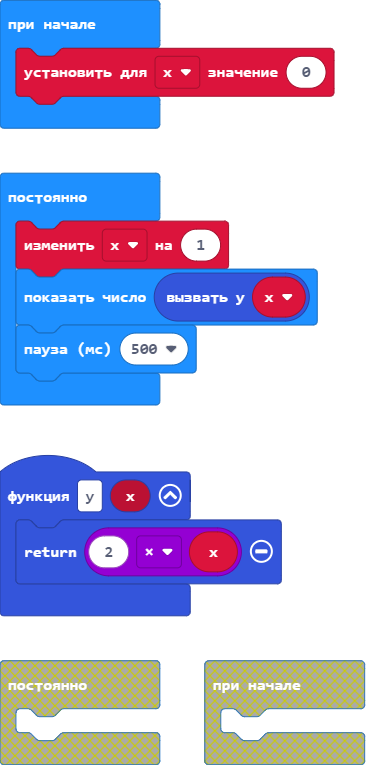 при начале
установить для x значение 0
постоянно
изменить x на 1
показать число вызвать y x
пауза (мс) 500
функция y x
return 2 × x
постоянно
при начале